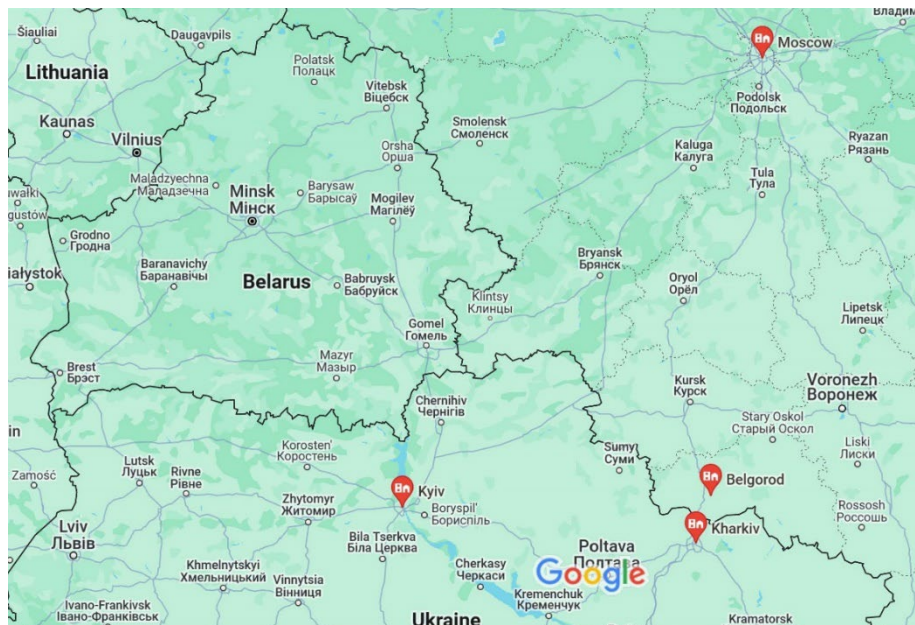 Šiauliai
Daugavpils
Lithuania
Polatsk
Полацк
Vitebsk
Віцебск
Moscow
Podolsk
Подольск
Kaunas
Vilnius
Smolensk
Смоленск
Orsha
Орша
Kaluga
Калуга
Ryazan
Рязань
Tula
Тула
Maladzyechna
Маладзечна
Barysaw
Барысаў
Minsk
Мінск
Mogilev
Магілёў
Grodno
Гродна
Baranavichy
Баранавічы
Belarus
Babruysk
Бабруйск
Bryansk
Брянск
Klintsy
Клинцы
Oryol
Орёл
Lipetsk
Липецк
Gomel
Гомель
Mazyr
Мазыр
Brest
Брэст
Chernihiv
Чернігів
Kursk
Курск
Voronezh
Воронеж
Stary Oskol
Старый Оскол
Liski
Лиски
Sumy
Суми
Korosten'
Коростень
Zamość
Lutsk
Луцьк
Rivne
Рівне
Kyiv
Belgorod
Zhytomyr
Житомир
Boryspil'
Бориспіль
Rossosh
Россошь
Kharkiv
Lviv
Львів
Bila Tserkva
Біла Церква
Poltava
Полтава
Google
Khmelnytskyi
Хмельницький
Vinnytsia
Вінниця
Cherkasy
Черкаси
Kremenchuk
Кременчук
Ivano-Frankivsk
Івано-Франківськ
Ukraine
Kramatorsk